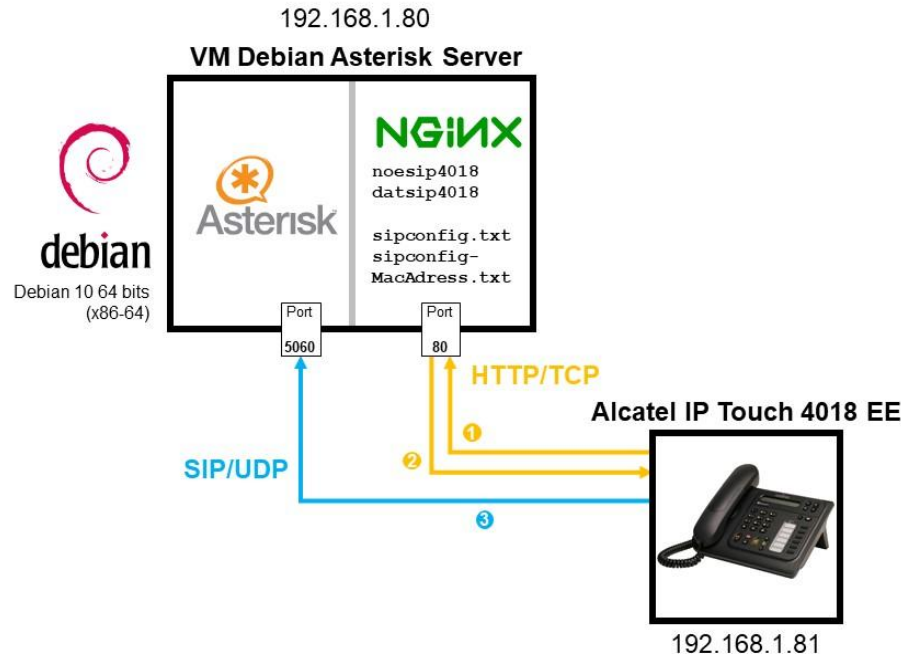 192.168.1.80
VM Debian Asterisk Server
NGiNX
noesip4018
datsip4018
Asterisk
sipconfig.txt
sipconfig-
MacAdress.txt
debian
Debian 10 64 bits
(x86-64)
Port
5060
Port
80
HTTP/TCP
Alcatel IP Touch 4018 EE
1
2
SIP/UDP
3
192.168.1.81